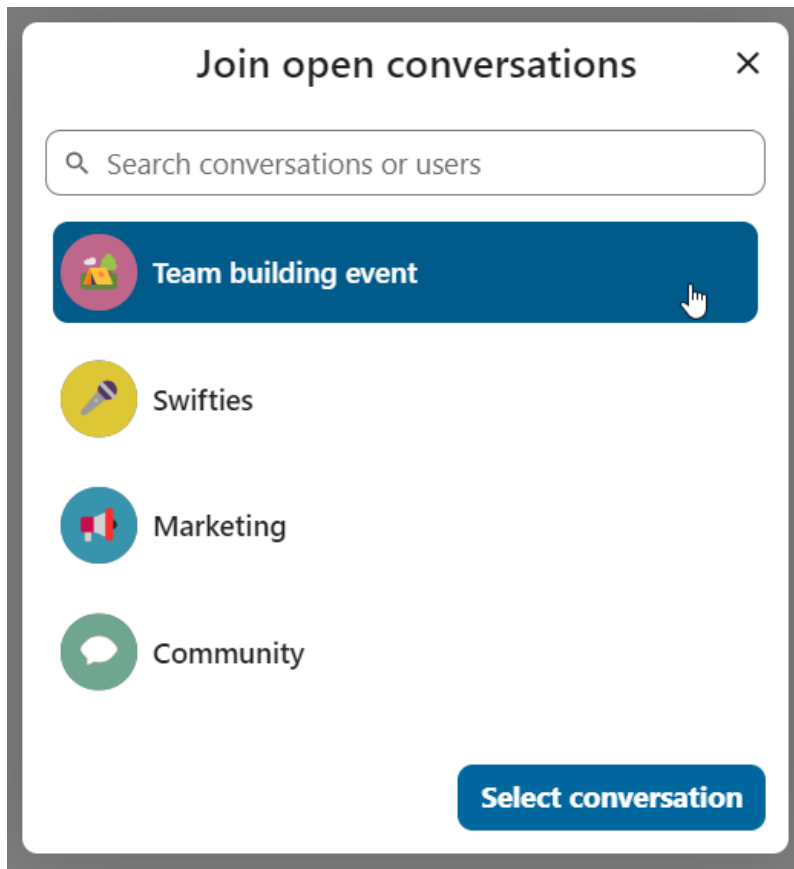 Join open conversations
Search conversations or users
Team building event
Swifties
Marketing
Community
Select conversation